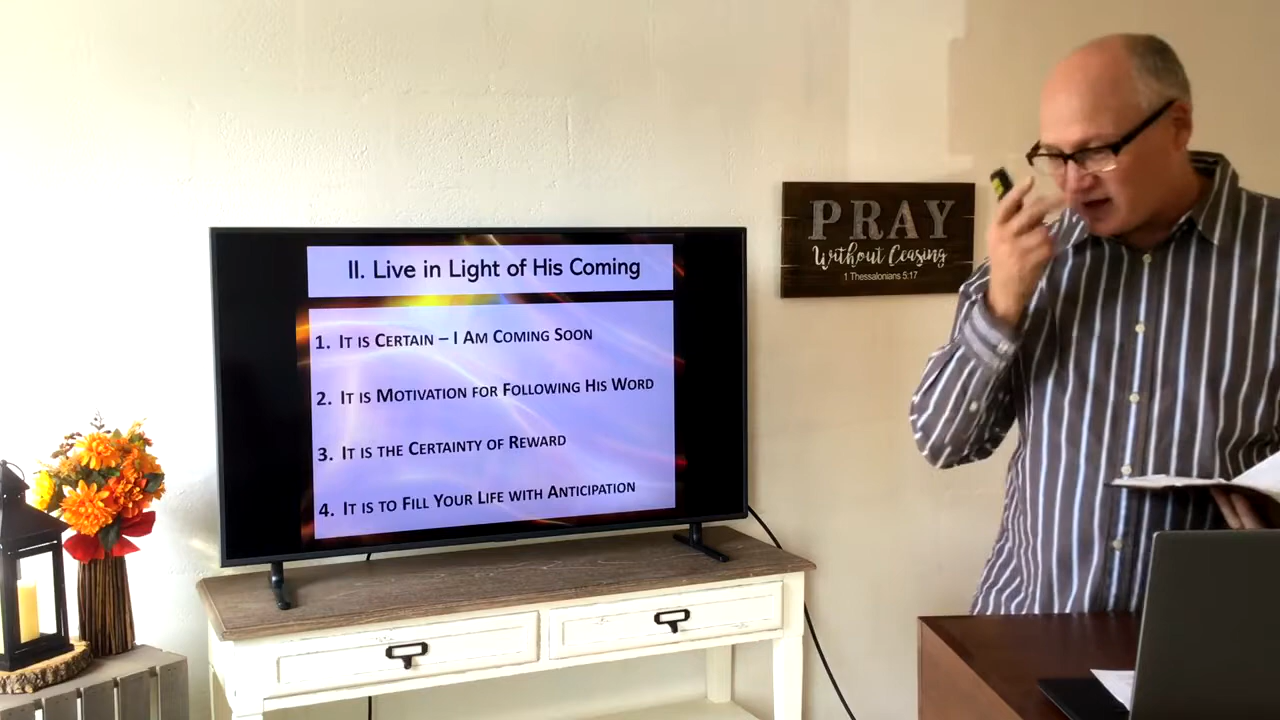 II. Live in Light of His Coming
1. It is Certain – I Am Coming Soon
2. It is Motivation for Following His Word
3. It is the Certainty of Reward
4. It is to Fill Your Life with Anticipation
PRAY
Without Ceasing
1 Thessalonians 5:17